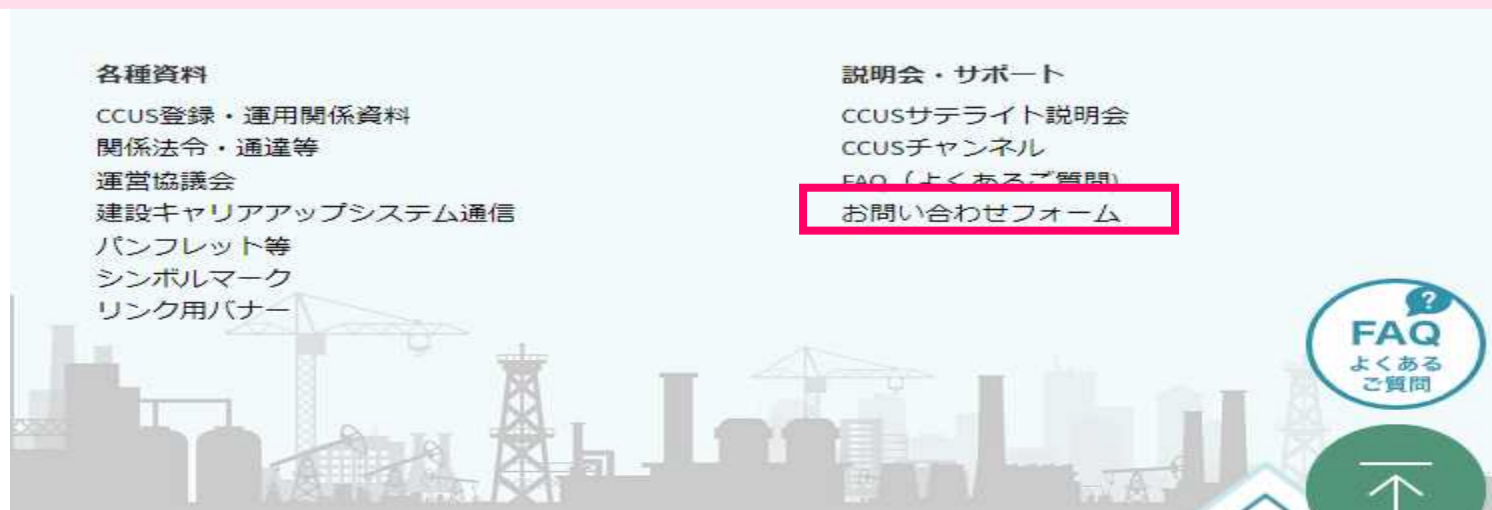 各種資料
CCUS登録・運用関係資料
関係法令・通達等
運営協議会
建設キャリアアップシステム通信
パンフレット等
シンボルマーク
リンク用バナー
説明会・サポート
CCUSサテライト説明会
CCUSチャンネル
FAQ（よくあるご質問）
お問い合わせフォーム
?
FAQ
よくある
ご質問